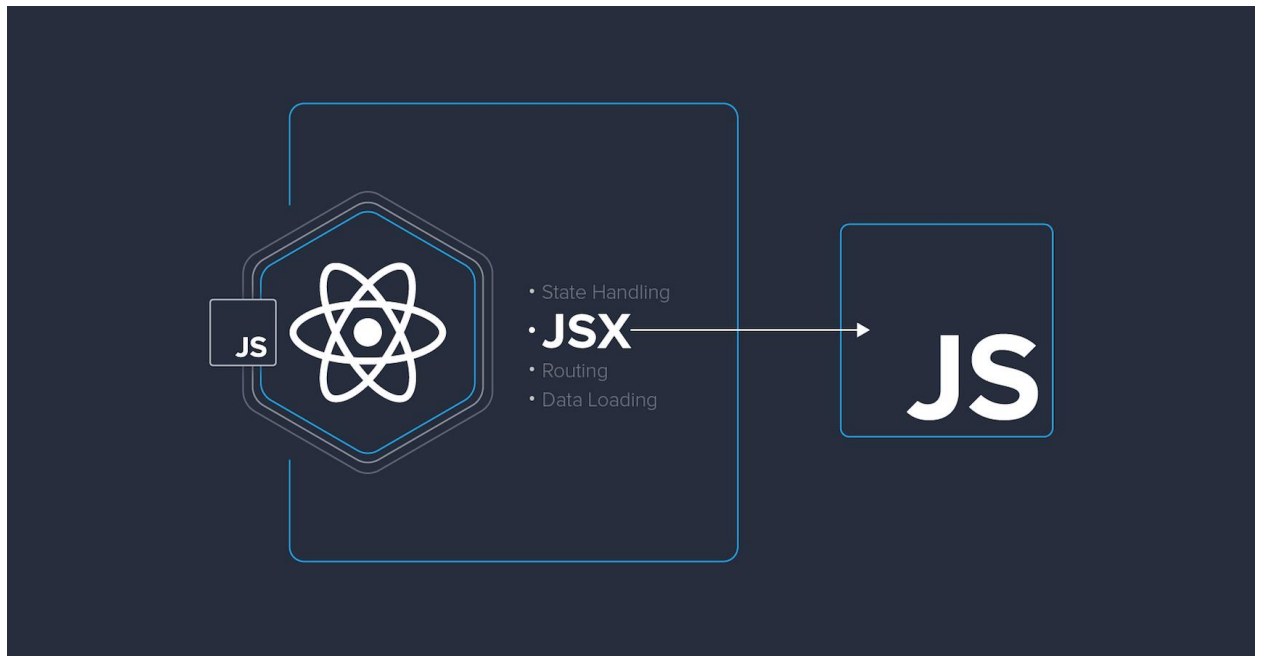 JS
• State Handling
• JSX
• Routing
• Data Loading
JS